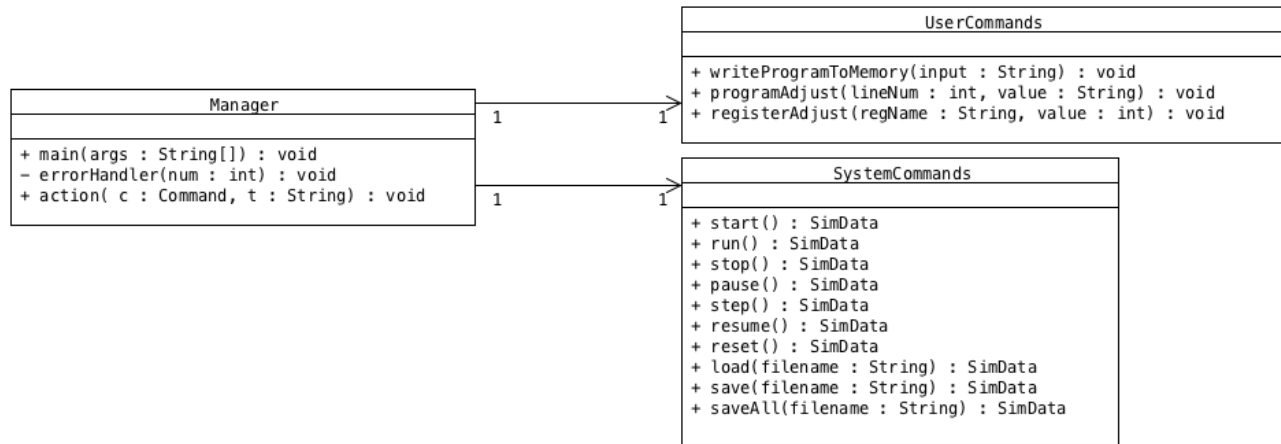 Manager
+ main(args : String[]) : void
− errorHandler(num : int) : void
+ action( c : Command, t : String) : void
1
1
1
1
UserCommands
+ writeProgramToMemory(input : String) : void
+ programAdjust(lineNum : int, value : String) : void
+ registerAdjust(regName : String, value : int) : void
SystemCommands
+ start() : SimData
+ run() : SimData
+ stop() : SimData
+ pause() : SimData
+ step() : SimData
+ resume() : SimData
+ reset() : SimData
+ load(filename : String) : SimData
+ save(filename : String) : SimData
+ saveAll(filename : String) : SimData